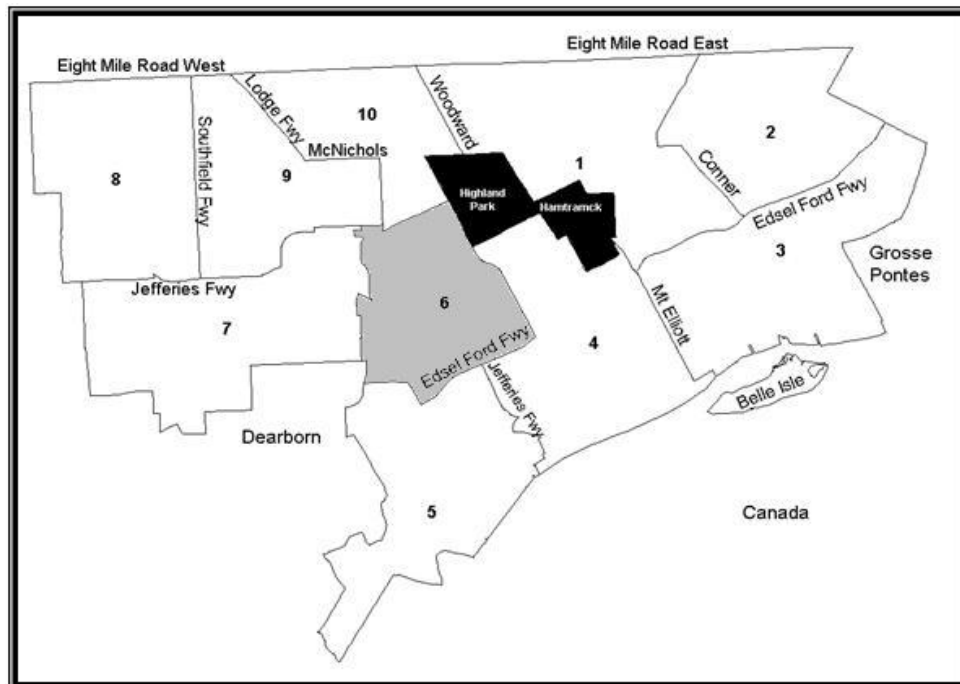 Eight Mile Road East
Eight Mile Road West
Lodge Fwy
Woodward
10
2
Southfield Fwy
McNichols
1
8
9
Conner
Highland
Park
Hamtramck
Edsel Ford Fwy
3
Grosse
Pontes
Jefferies Fwy
6
Mt Elliott
7
4
Edsel Ford Fwy
Jefferies Fwy
Belle Isle
Dearborn
5
Canada